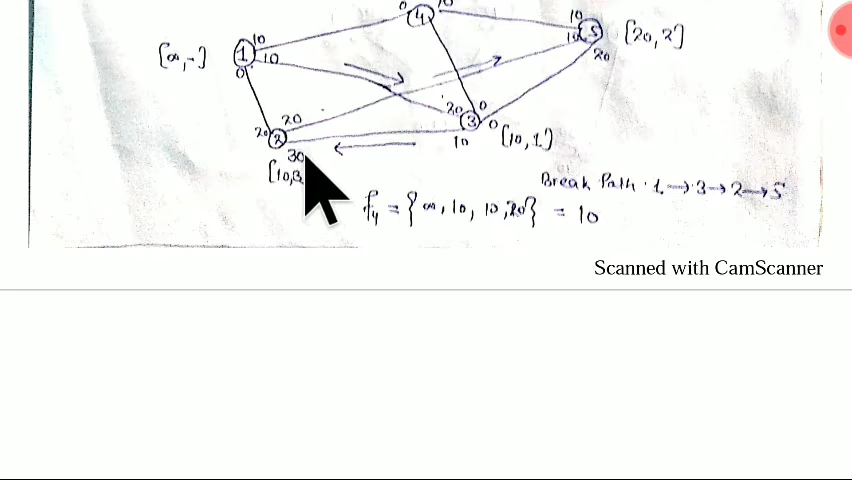 0 4 10
10 5 [20, 2]
10
20
[∞, -] 1 10
10
0
20
20 2
30
[10,3
20 0
3 0
10 [10, 1]
Break Path : 1 → 3 → 2 → 5
f4 = {∞, 10, 10, 20} = 10
Scanned with CamScanner